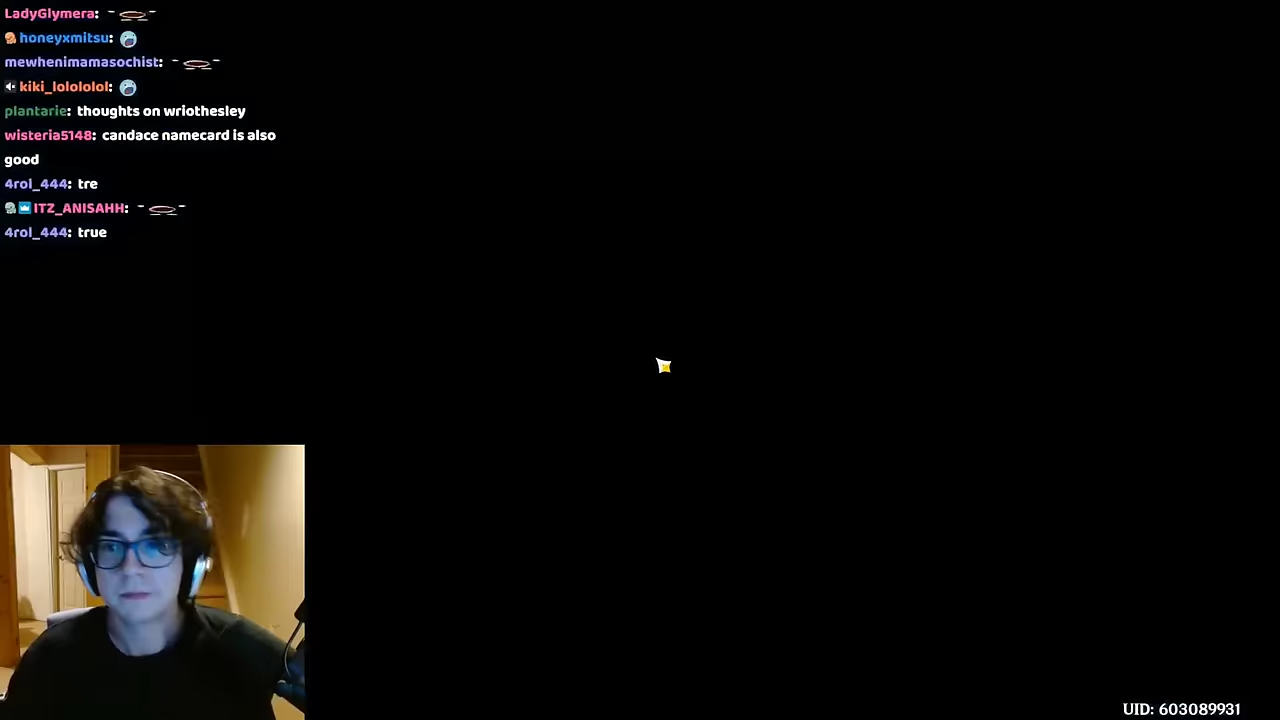 LadyGlymera:
honeyxmitsu:
mewhenimamasochist:
kiki_lolololol:
plantarie: thoughts on wriothesley
wisteria5148: candace namecard is also
good
4rol_444: tre
ITZ_ANISAHH:
4rol_444: true
UID: 603089931